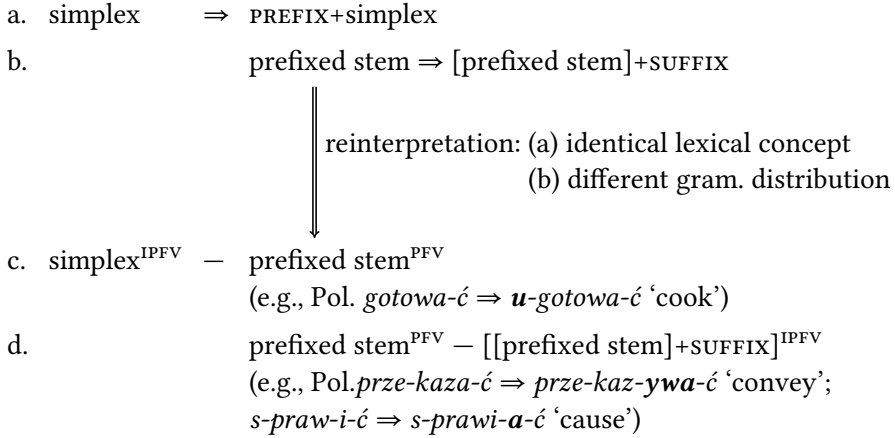 a. simplex ⇒ PREFIX+simplex
b. prefixed stem ⇒ [prefixed stem]+SUFFIX
reinterpretation: (a) identical lexical concept
(b) different gram. distribution
c. simplexᴵᴾᶠⱽ — prefixed stemᴾᶠⱽ
(e.g., Pol. gotowa-ć ⇒ u-gotowa-ć ‘cook’)
d. prefixed stemᴾᶠⱽ — [[prefixed stem]+SUFFIX]ᴵᴾᶠⱽ
(e.g., Pol.prze-kaza-ć ⇒ prze-kaz-ywa-ć ‘convey’;
s-praw-i-ć ⇒ s-prawi-a-ć ‘cause’)